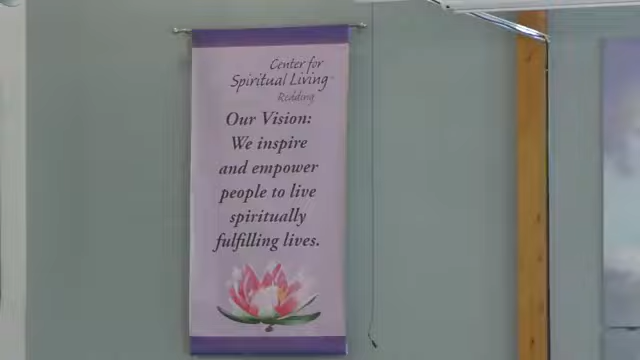 Center for
Spiritual Living
Redding
Our Vision:
We inspire
and empower
people to live
spiritually
fulfilling lives.